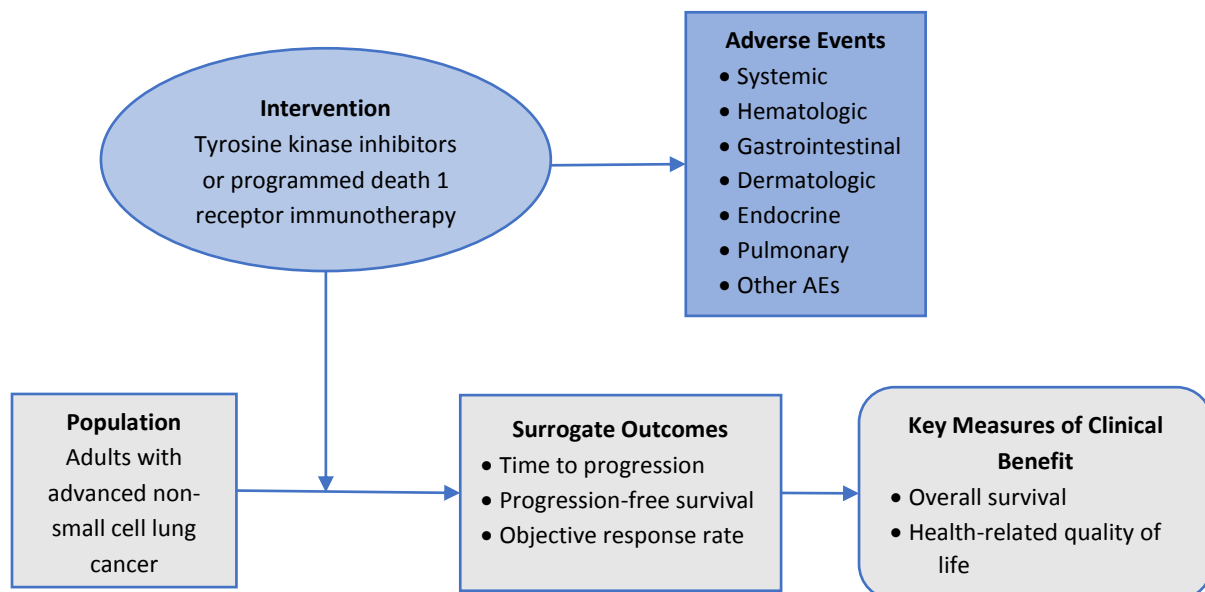 Intervention
Tyrosine kinase inhibitors
or programmed death 1
receptor immunotherapy
Adverse Events
• Systemic
• Hematologic
• Gastrointestinal
• Dermatologic
• Endocrine
• Pulmonary
• Other AEs
Population
Adults with
advanced non-
small cell lung
cancer
Surrogate Outcomes
• Time to progression
• Progression-free survival
• Objective response rate
Key Measures of Clinical
Benefit
• Overall survival
• Health-related quality of
life